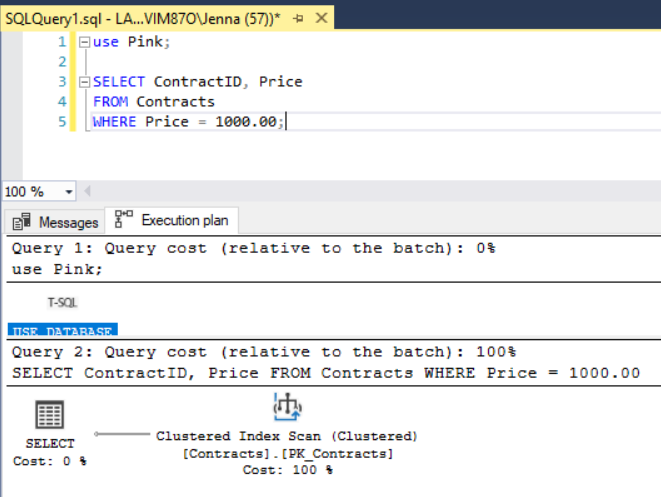 SQLQuery1.sql - LA...VIM87O\Jenna (57))*
1 use Pink;
2
3 SELECT ContractID, Price
4 FROM Contracts
5 WHERE Price = 1000.00;
100 %
Messages Execution plan
Query 1: Query cost (relative to the batch): 0%
use Pink;
T-SQL
USE DATABASE
Query 2: Query cost (relative to the batch): 100%
SELECT ContractID, Price FROM Contracts WHERE Price = 1000.00
SELECT
Cost: 0 %
Clustered Index Scan (Clustered)
[Contracts].[PK_Contracts]
Cost: 100 %